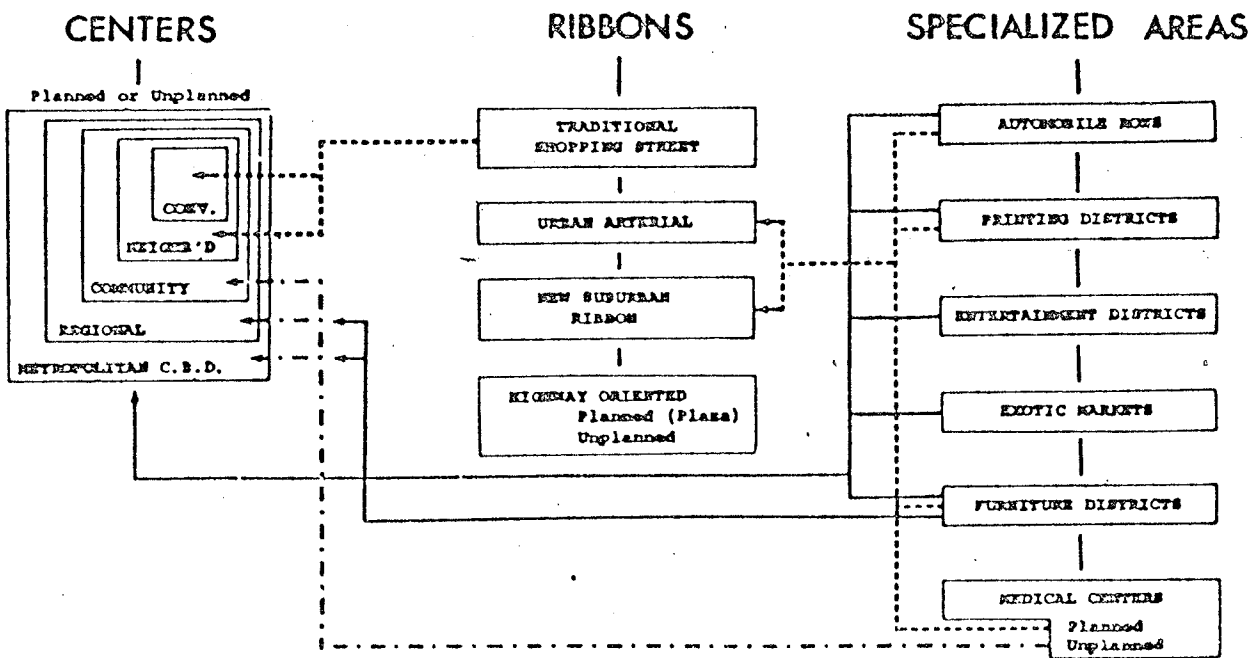 CENTERS
Planned or Unplanned
CONV.
NEIGHB'D
COMMUNITY
REGIONAL
METROPOLITAN C.B.D.
RIBBONS
TRADITIONAL
SHOPPING STREET
URBAN ARTERIAL
NEW SUBURBAN
RIBBON
HIGHWAY ORIENTED
Planned (Plaza)
Unplanned
SPECIALIZED AREAS
AUTOMOBILE ROWS
PRINTING DISTRICTS
ENTERTAINMENT DISTRICTS
EXOTIC MARKETS
FURNITURE DISTRICTS
MEDICAL CENTERS
Planned
Unplanned